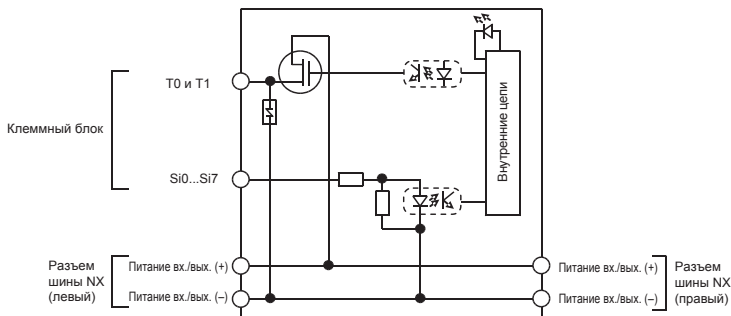 T0 и T1
Клеммный блок
Si0...Si7
Внутренние цепи
Разъем
шины NX
(левый)
Питание вх./вых. (+)
Питание вх./вых. (–)
Питание вх./вых. (+)
Питание вх./вых. (–)
Разъем
шины NX
(правый)